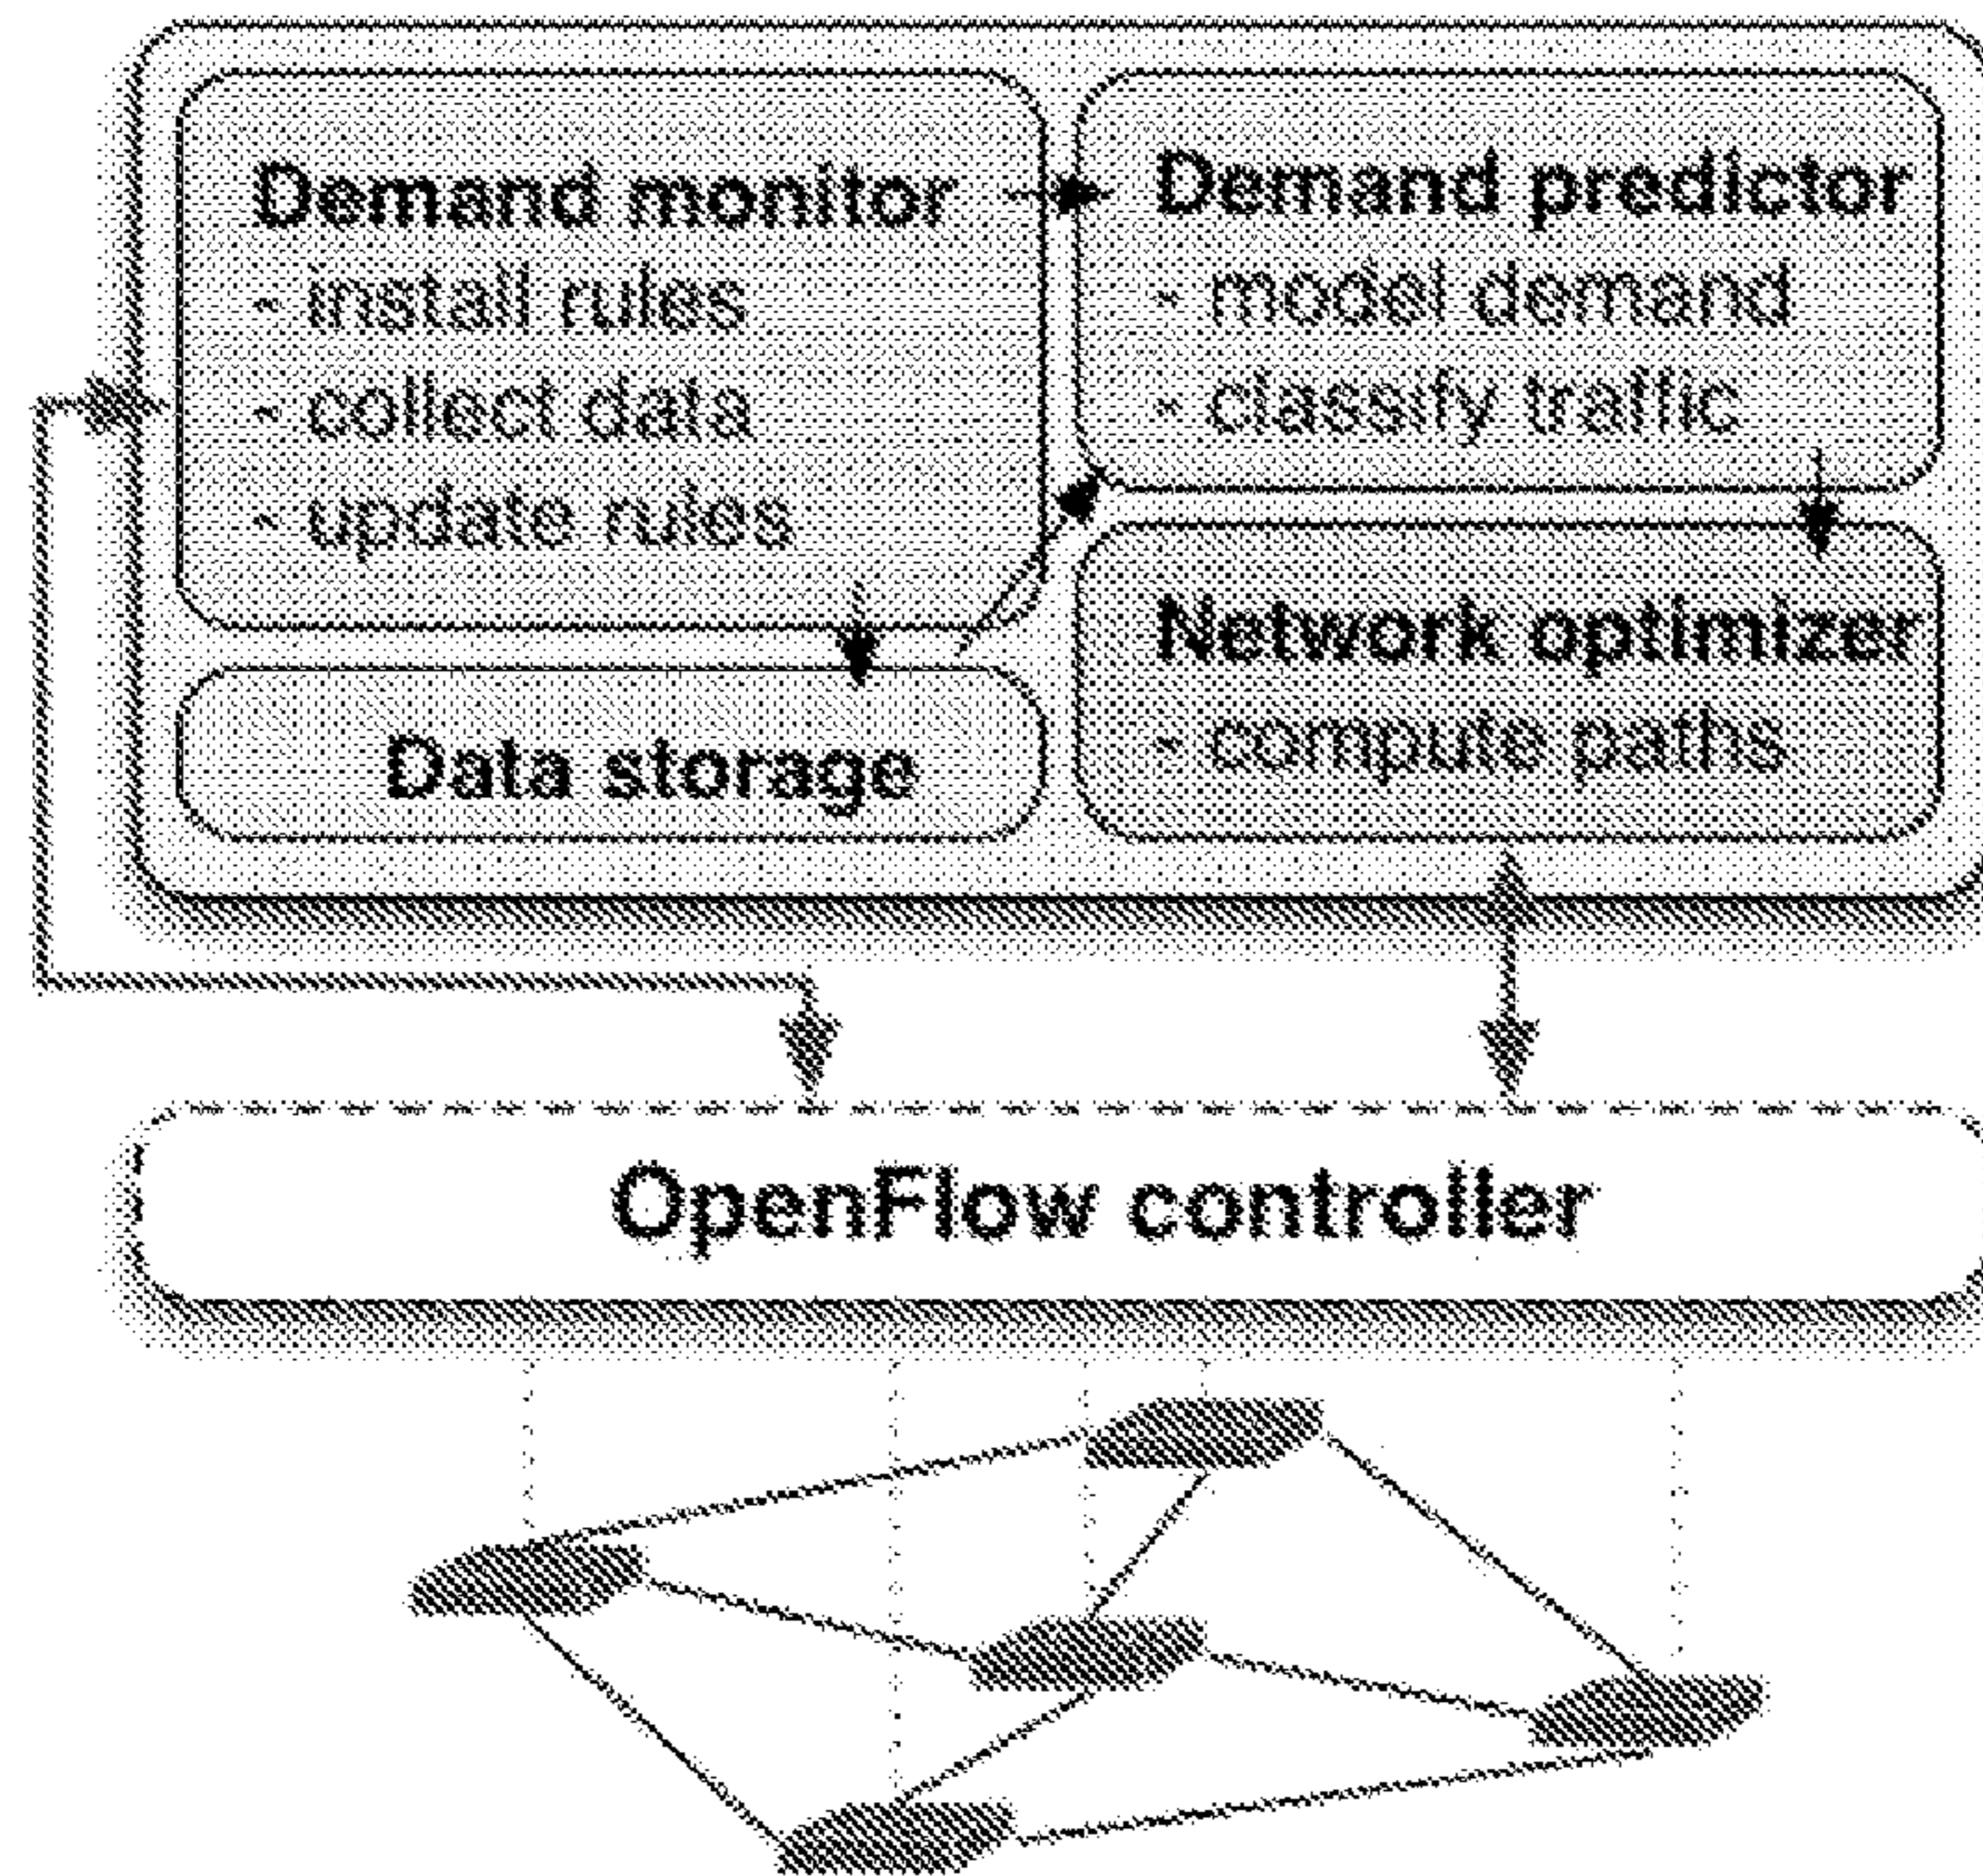 Demand monitor
- install rules
- collect data
- update rules
Data storage
Demand predictor
- model demand
- classify traffic
Network optimizer
- compute paths
OpenFlow controller